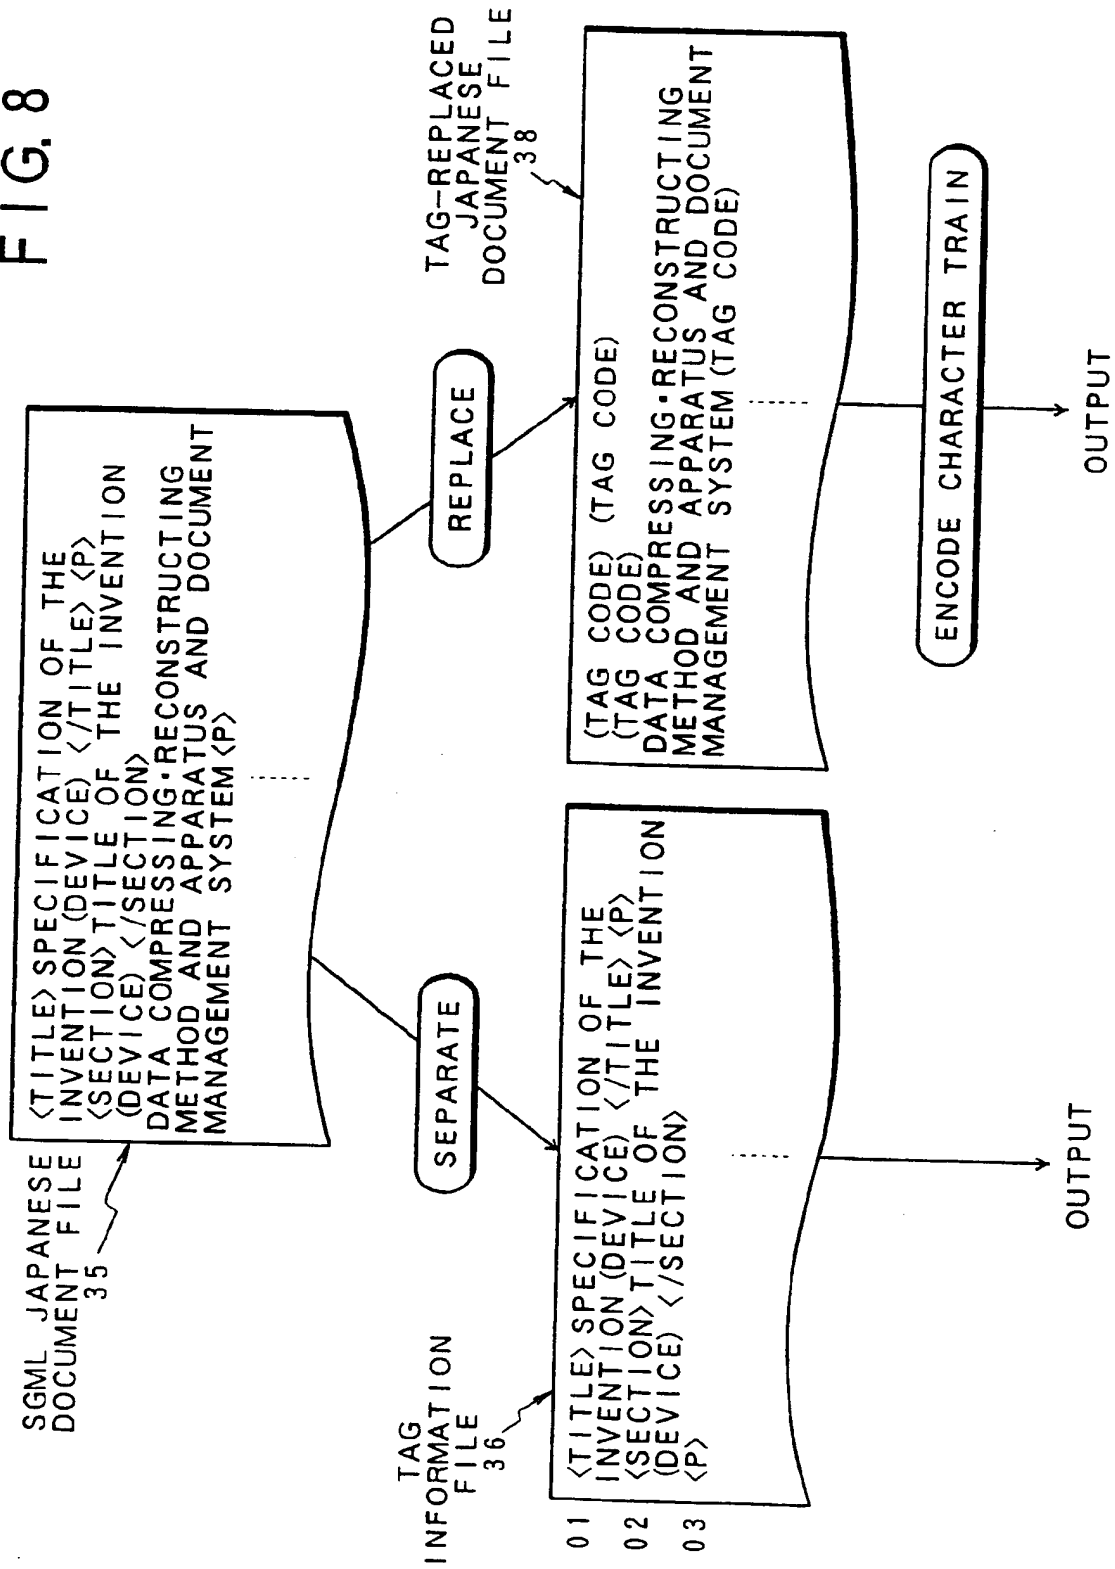 FIG. 8
SGML JAPANESE
DOCUMENT FILE
35
<TITLE>SPECIFICATION OF THE
INVENTION(DEVICE)</TITLE><P>
<SECTION>TITLE OF THE INVENTION
(DEVICE)</SECTION>
DATA COMPRESSING·RECONSTRUCTING
METHOD AND APPARATUS AND DOCUMENT
MANAGEMENT SYSTEM<P>
SEPARATE
REPLACE
TAG
INFORMATION
FILE
36
01 <TITLE>SPECIFICATION OF THE
INVENTION(DEVICE)</TITLE><P>
02 <SECTION>TITLE OF THE INVENTION
(DEVICE)</SECTION>
03 <P>
OUTPUT
TAG-REPLACED
JAPANESE
DOCUMENT FILE
38
(TAG CODE)(TAG CODE)
(TAG CODE)
DATA COMPRESSING·RECONSTRUCTING
METHOD AND APPARATUS AND DOCUMENT
MANAGEMENT SYSTEM(TAG CODE)
ENCODE CHARACTER TRAIN
OUTPUT